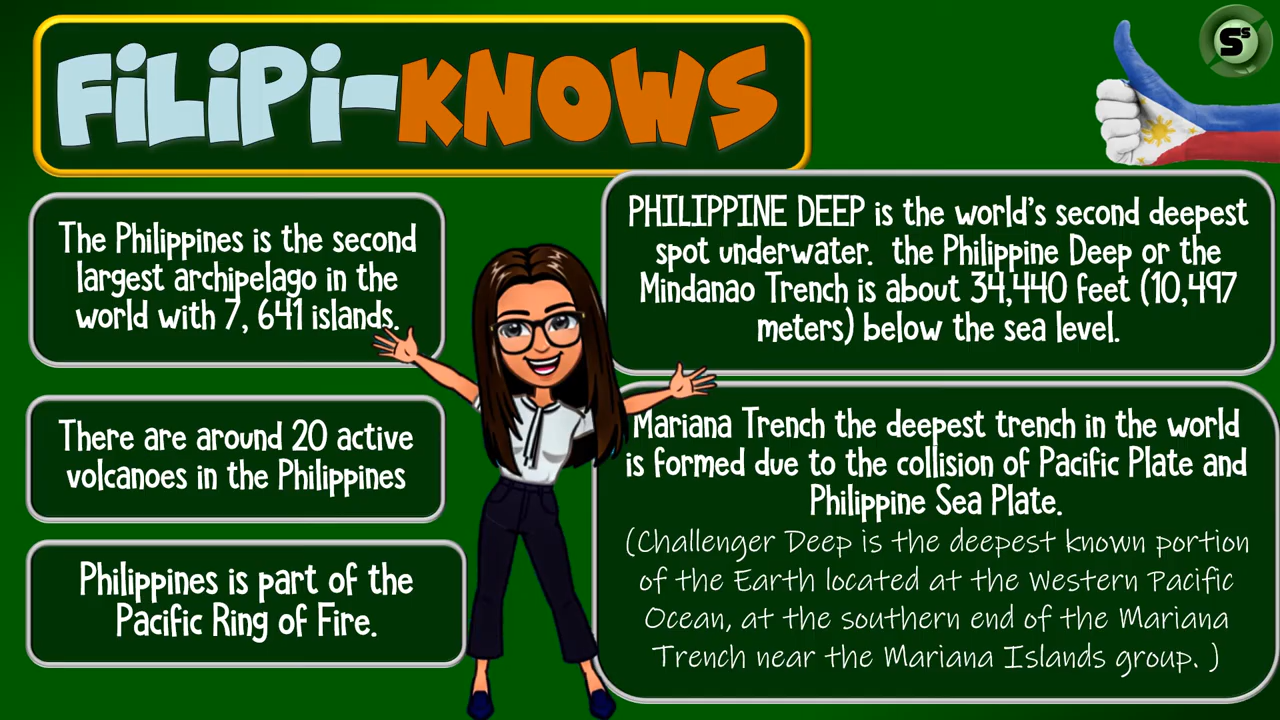 FiLiPi-KNOWS
Ss
The Philippines is the second
largest archipelago in the
world with 7, 641 islands.
There are around 20 active
volcanoes in the Philippines
Philippines is part of the
Pacific Ring of Fire.
PHILIPPINE DEEP is the world's second deepest
spot underwater.  the Philippine Deep or the
Mindanao Trench is about 34,440 feet (10,497
meters) below the sea level.
Mariana Trench the deepest trench in the world
is formed due to the collision of Pacific Plate and
Philippine Sea Plate.
(Challenger Deep is the deepest known portion
of the Earth located at the Western Pacific
Ocean, at the southern end of the Mariana
Trench near the Mariana Islands group. )